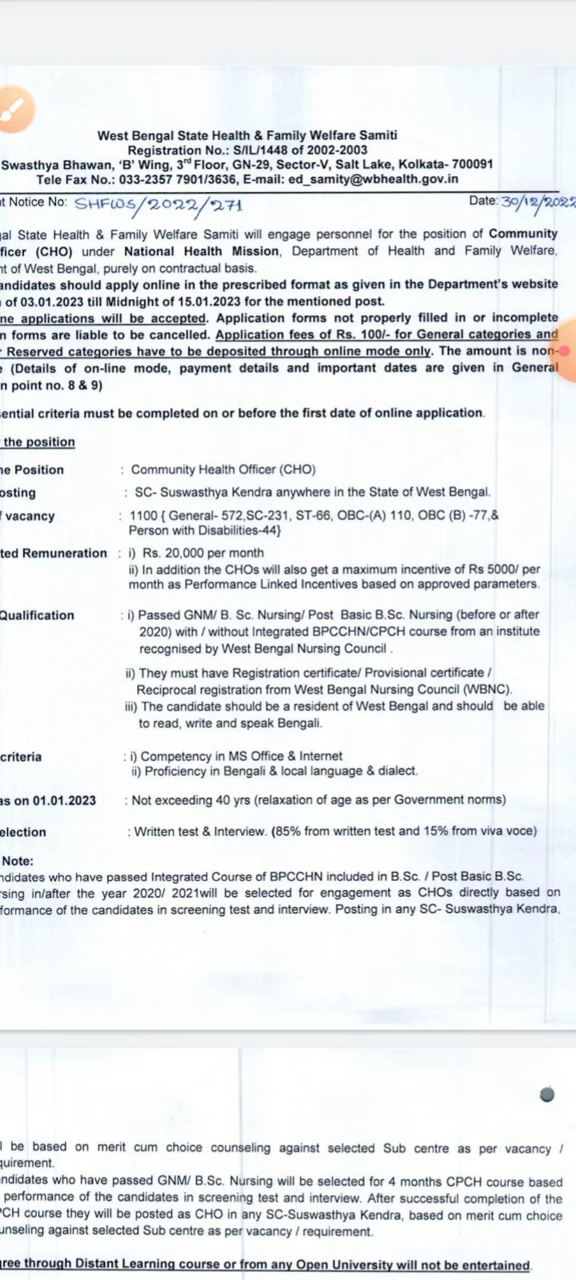 West Bengal State Health & Family Welfare Samiti
Registration No.: S/IL/1448 of 2002-2003
Swasthya Bhawan, ‘B’ Wing, 3rd Floor, GN-29, Sector-V, Salt Lake, Kolkata- 700091
Tele Fax No.: 033-2357 7901/3636, E-mail: ed_samity@wbhealth.gov.in
t Notice No: SHFWS/2022/271 Date: 30/12/2022
al State Health & Family Welfare Samiti will engage personnel for the position of Community
ficer (CHO) under National Health Mission, Department of Health and Family Welfare,
nt of West Bengal, purely on contractual basis.
andidates should apply online in the prescribed format as given in the Department's website
of 03.01.2023 till Midnight of 15.01.2023 for the mentioned post.
ne applications will be accepted. Application forms not properly filled in or incomplete
n forms are liable to be cancelled. Application fees of Rs. 100/- for General categories and
r Reserved categories have to be deposited through online mode only. The amount is non-
e (Details of on-line mode, payment details and important dates are given in General
n point no. 8 & 9)
sential criteria must be completed on or before the first date of online application.
the position
he Position : Community Health Officer (CHO)
osting : SC- Suswasthya Kendra anywhere in the State of West Bengal.
f vacancy : 1100 { General- 572,SC-231, ST-66, OBC-(A) 110, OBC (B) -77,&
Person with Disabilities-44}
ted Remuneration : i) Rs. 20,000 per month
ii) In addition the CHOs will also get a maximum incentive of Rs 5000/ per
month as Performance Linked Incentives based on approved parameters.
Qualification : i) Passed GNM/ B. Sc. Nursing/ Post Basic B.Sc. Nursing (before or after
2020) with / without Integrated BPCCHN/CPCH course from an institute
recognised by West Bengal Nursing Council .
ii) They must have Registration certificate/ Provisional certificate /
Reciprocal registration from West Bengal Nursing Council (WBNC).
iii) The candidate should be a resident of West Bengal and should be able
to read, write and speak Bengali.
criteria : i) Competency in MS Office & Internet
ii) Proficiency in Bengali & local language & dialect.
as on 01.01.2023 : Not exceeding 40 yrs (relaxation of age as per Government norms)
election : Written test & Interview. (85% from written test and 15% from viva voce)
Note:
ndidates who have passed Integrated Course of BPCCHN included in B.Sc. / Post Basic B.Sc.
rsing in/after the year 2020/ 2021will be selected for engagement as CHOs directly based on
formance of the candidates in screening test and interview. Posting in any SC- Suswasthya Kendra,
l be based on merit cum choice counseling against selected Sub centre as per vacancy /
quirement.
ndidates who have passed GNM/ B.Sc. Nursing will be selected for 4 months CPCH course based
performance of the candidates in screening test and interview. After successful completion of the
PCH course they will be posted as CHO in any SC-Suswasthya Kendra, based on merit cum choice
unseling against selected Sub centre as per vacancy / requirement.
gree through Distant Learning course or from any Open University will not be entertained.